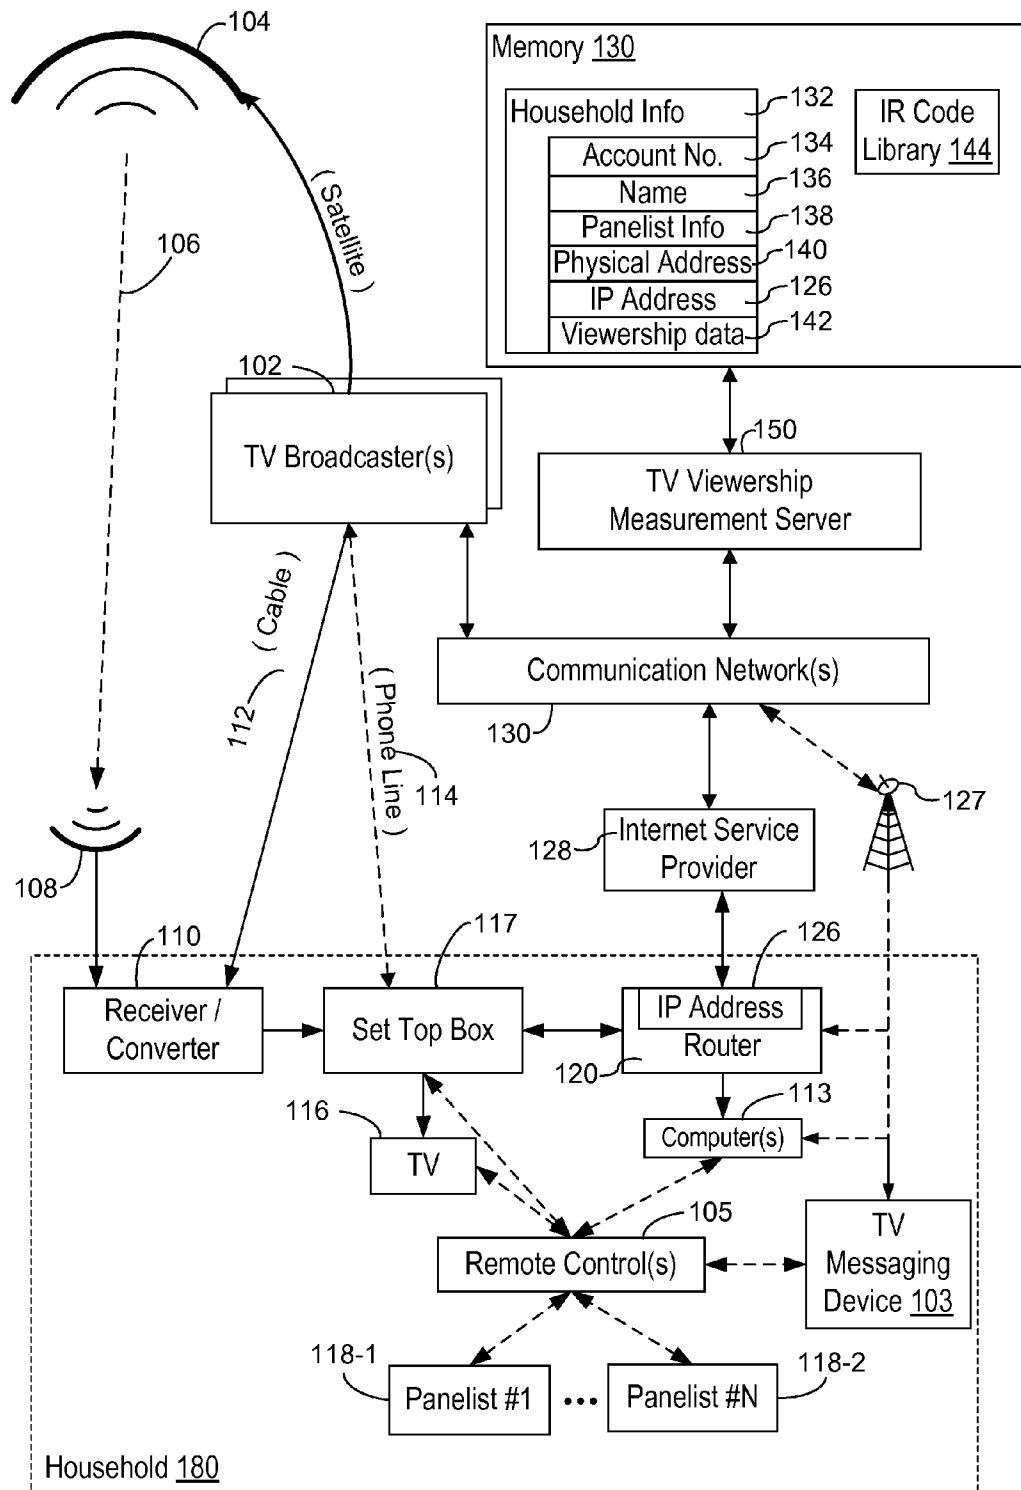 104
Memory 130
Household Info
132
IR Code
Library 144
Account No.
134
Name
136
Panelist Info
138
Physical Address
140
IP Address
126
Viewership data
142
( Satellite )
106
102
TV Broadcaster(s)
150
TV Viewership
Measurement Server
( Cable )
112
( Phone Line )
114
Communication Network(s)
130
127
Internet Service
Provider
128
108
110
117
126
Receiver /
Converter
Set Top Box
IP Address
Router
120
113
116
TV
Computer(s)
105
Remote Control(s)
TV
Messaging
Device 103
118-1
118-2
Panelist #1
•••
Panelist #N
Household 180